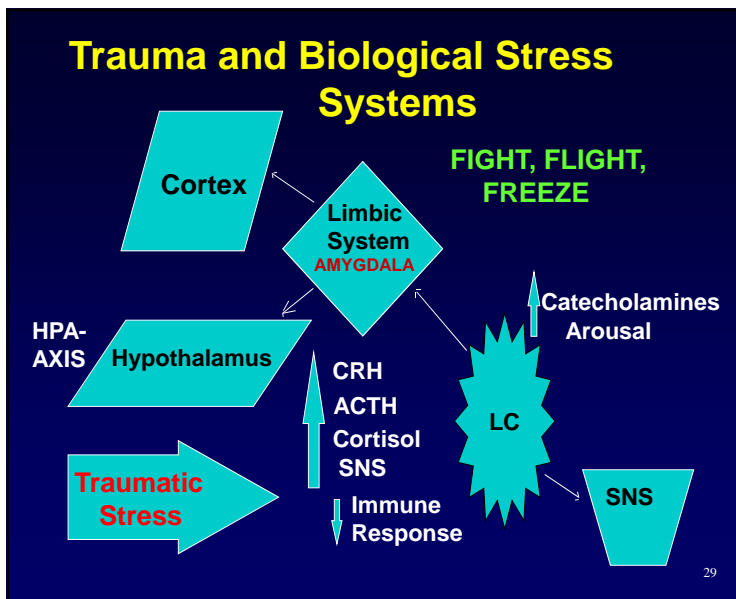 Trauma and Biological Stress
Systems
Cortex
FIGHT, FLIGHT,
FREEZE
Limbic
System
AMYGDALA
Catecholamines
Arousal
HPA-
AXIS
Hypothalamus
CRH
ACTH
Cortisol
SNS
LC
Traumatic
Stress
Immune
Response
SNS
29